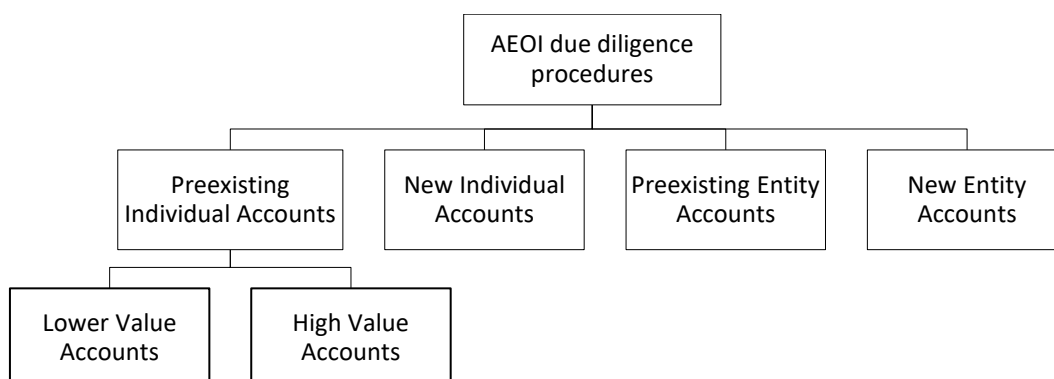 AEOI due diligence
procedures
Preexisting
Individual Accounts
New Individual
Accounts
Preexisting Entity
Accounts
New Entity
Accounts
Lower Value
Accounts
High Value
Accounts